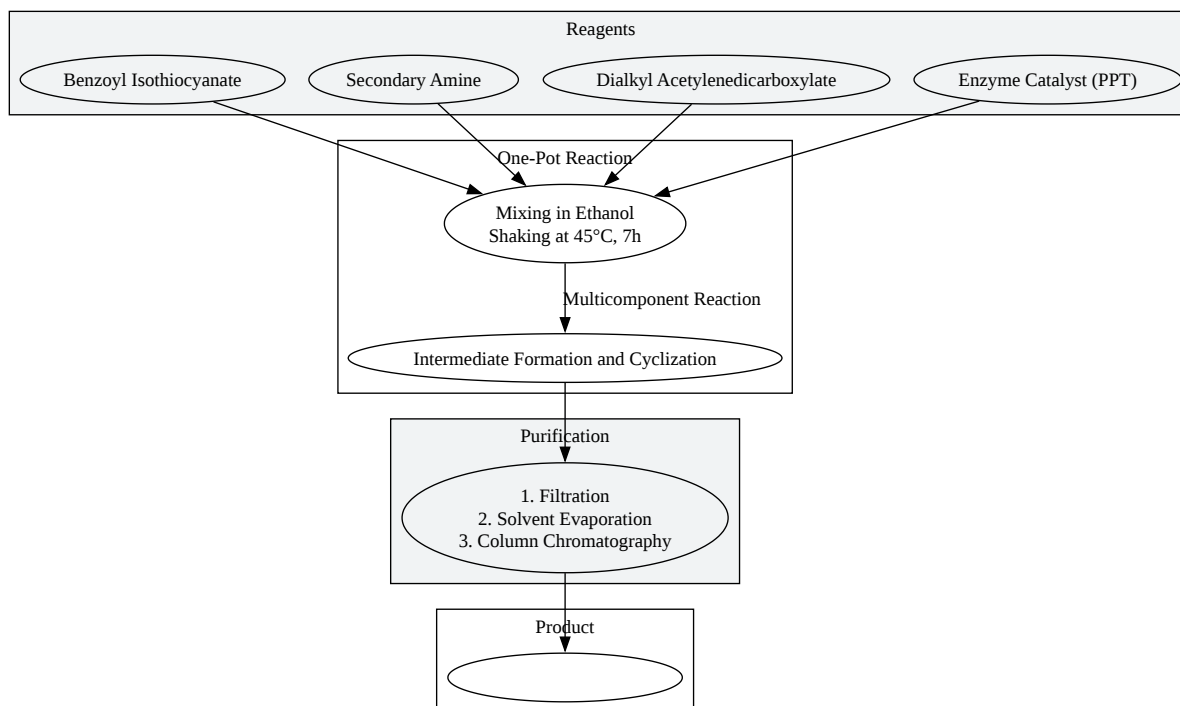 Reagents
Benzoyl Isothiocyanate
Secondary Amine
Dialkyl Acetylenedicarboxylate
Enzyme Catalyst (PPT)
One-Pot Reaction
Mixing in Ethanol
Shaking at 45°C, 7h
Multicomponent Reaction
Intermediate Formation and Cyclization
Purification
1. Filtration
2. Solvent Evaporation
3. Column Chromatography
Product